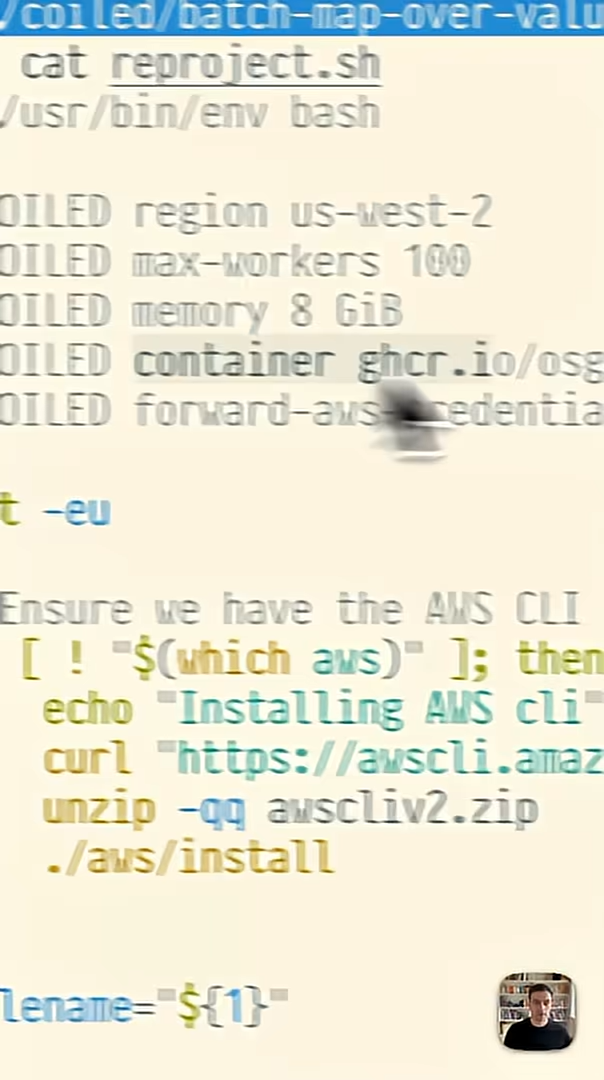 /coiled/batch-map-over-valu
cat reproject.sh
/usr/bin/env bash
OILED region us-west-2
OILED max-workers 100
OILED memory 8 GiB
OILED container ghcr.io/osg
OILED forward-aws-credentia
t -eu
Ensure we have the AWS CLI
[ ! "$(which aws)" ]; then
echo "Installing AWS cli"
curl "https://awscli.amaz
unzip -qq awscliv2.zip
./aws/install
lename="${1}"